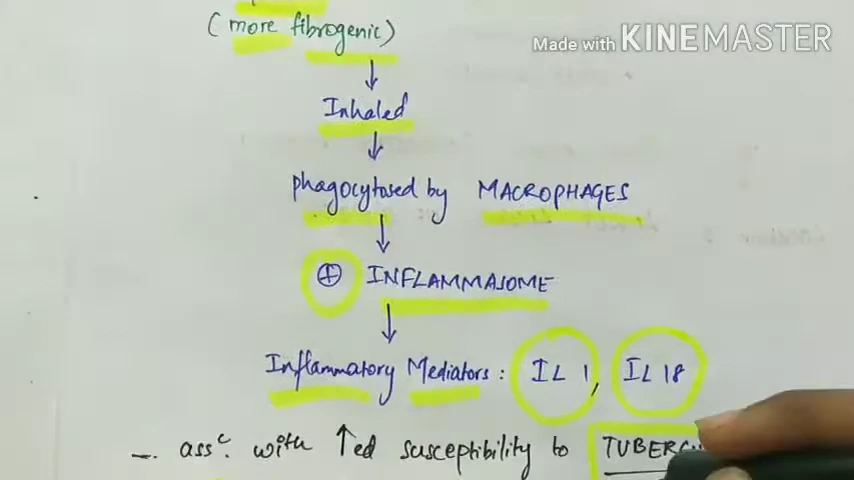 (more fibrogenic)
Made with KINEMASTER
↓
Inhaled
↓
phagocytosed by MACROPHAGES
↓
⊕ INFLAMMASOME
↓
Inflammatory Mediators: IL 1, IL 18
- assc. with ↑ed susceptibility to